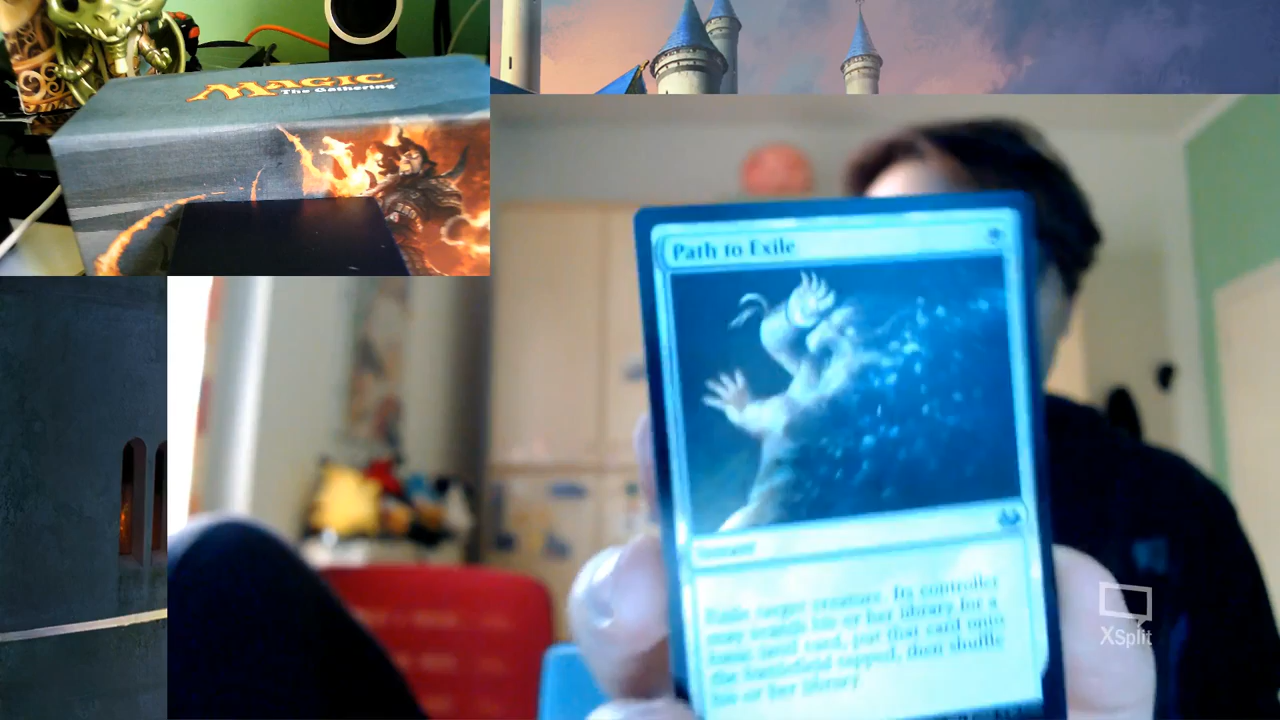 MAGIC
The Gathering
Path to Exile
Instant
Exile target creature. Its controller
may search his or her library for a
basic land card, put that card onto
the battlefield tapped, then shuffle
his or her library.
XSplit